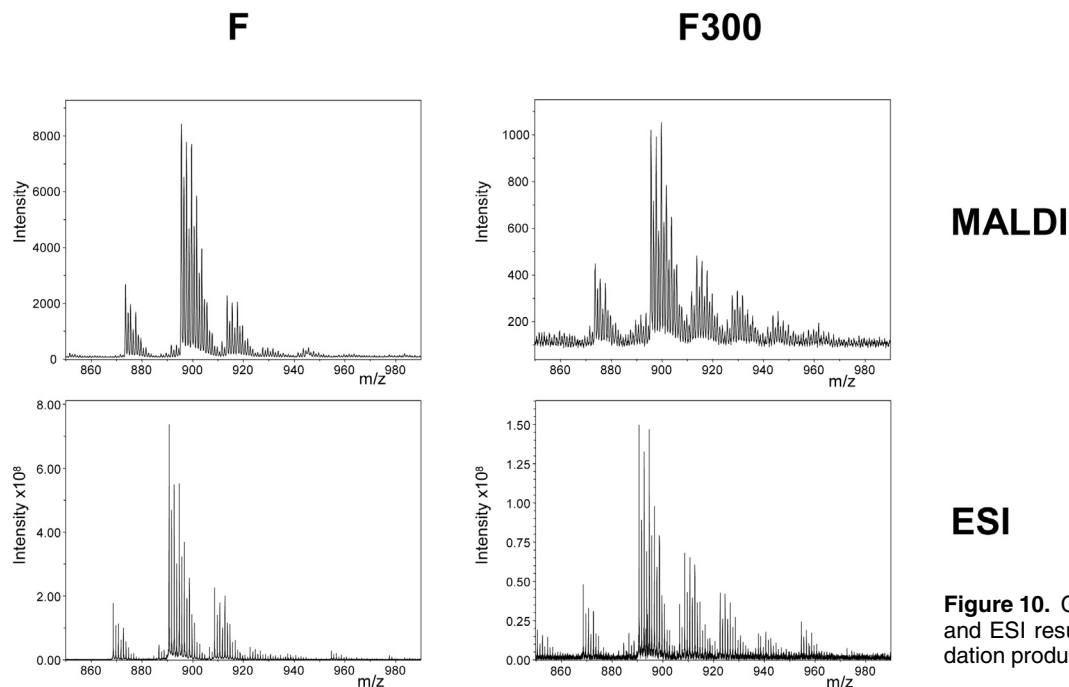 F F300
8000
6000
4000
2000
0
Intensity
860 880 900 920 940 960 980
m/z
1000
800
600
400
200
Intensity
860 880 900 920 940 960 980
m/z
MALDI
8.00
6.00
4.00
2.00
0.00
Intensity x10⁸
860 880 900 920 940 960 980
m/z
1.50
1.25
1.00
0.75
0.50
0.25
0.00
Intensity x10⁸
860 880 900 920 940 960 980
m/z
ESI
Figure 10.
and ESI
dation